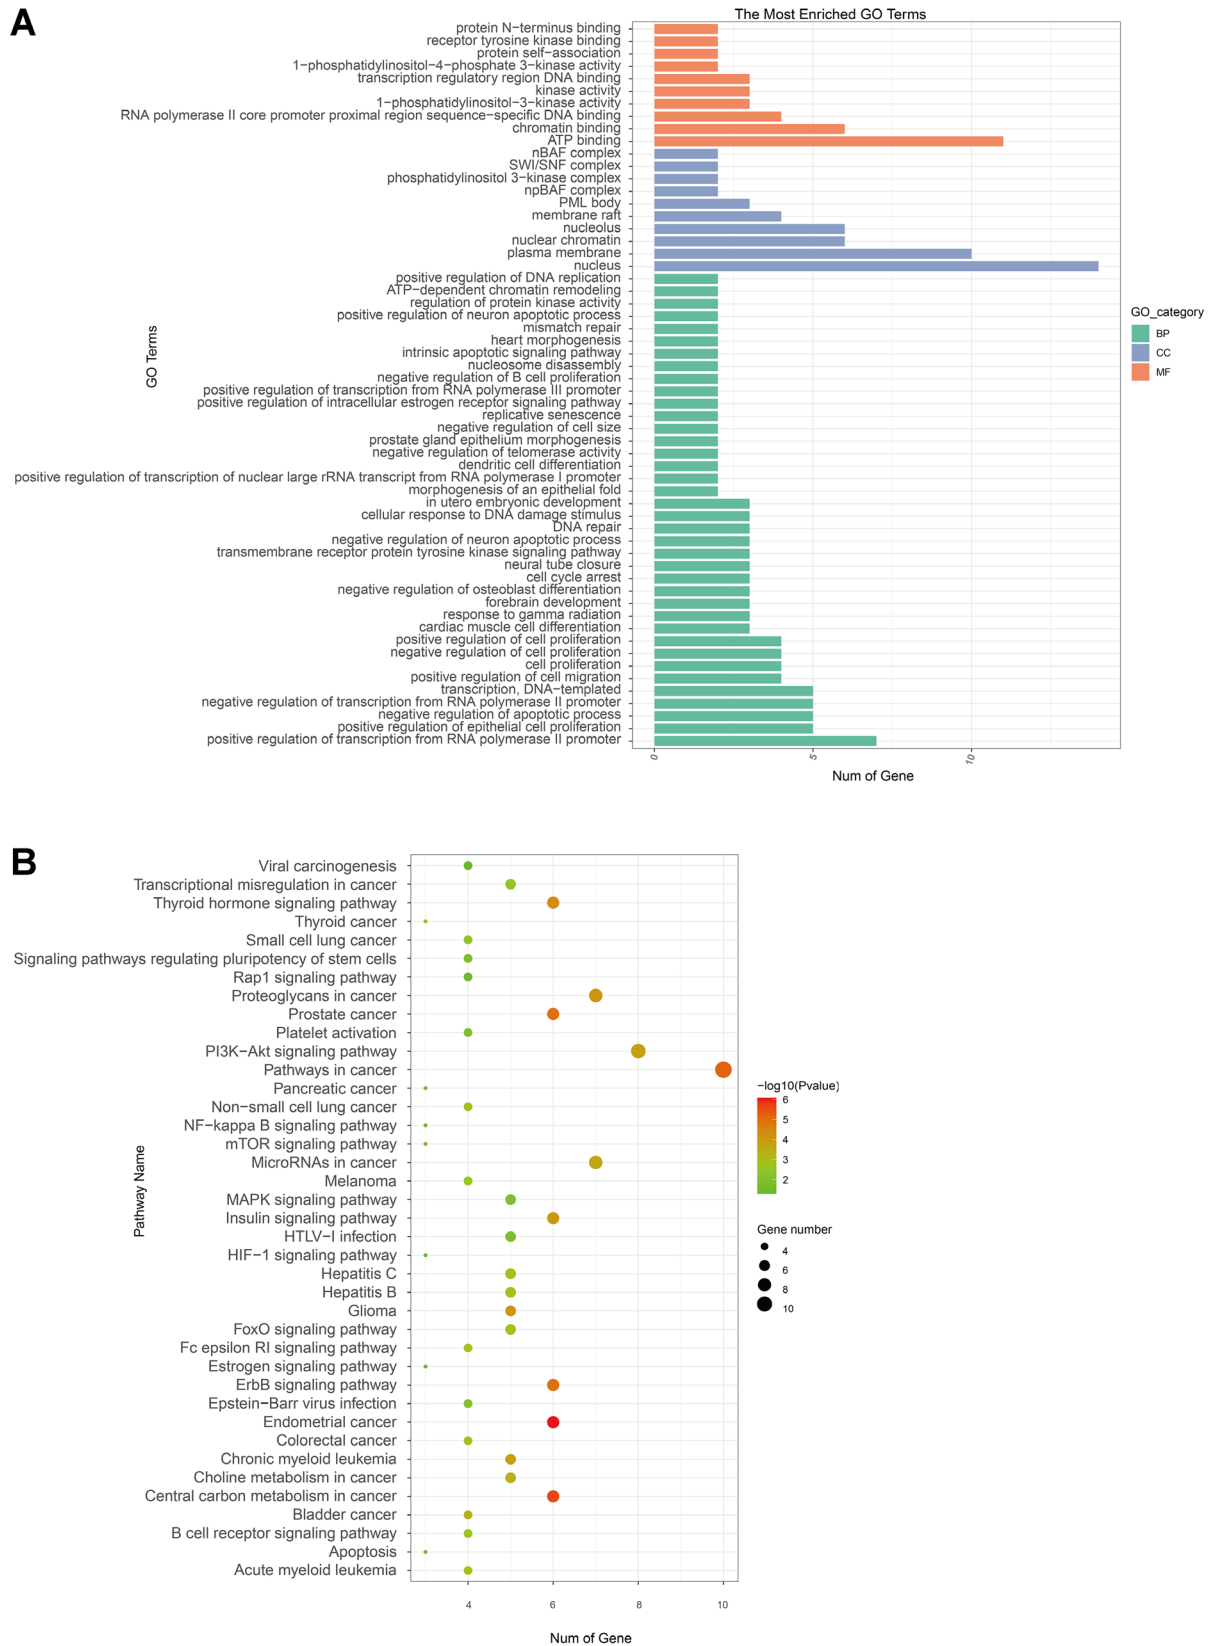 A
The Most Enriched GO Terms
protein N−terminus binding
receptor tyrosine kinase binding
protein self−association
1−phosphatidylinositol−4−phosphate 3−kinase activity
transcription regulatory region DNA binding
kinase activity
1−phosphatidylinositol−3−kinase activity
RNA polymerase II core promoter proximal region sequence−specific DNA binding
chromatin binding
ATP binding
nBAF complex
SWI/SNF complex
phosphatidylinositol 3−kinase complex
npBAF complex
PML body
membrane raft
nucleolus
nuclear chromatin
plasma membrane
nucleus
positive regulation of DNA replication
ATP−dependent chromatin remodeling
regulation of protein kinase activity
positive regulation of neuron apoptotic process
mismatch repair
heart morphogenesis
intrinsic apoptotic signaling pathway
nucleosome disassembly
negative regulation of B cell proliferation
positive regulation of transcription from RNA polymerase III promoter
positive regulation of intracellular estrogen receptor signaling pathway
replicative senescence
negative regulation of cell size
prostate gland epithelium morphogenesis
negative regulation of telomerase activity
dendritic cell differentiation
positive regulation of transcription of nuclear large rRNA transcript from RNA polymerase I promoter
morphogenesis of an epithelial fold
in utero embryonic development
cellular response to DNA damage stimulus
DNA repair
negative regulation of neuron apoptotic process
transmembrane receptor protein tyrosine kinase signaling pathway
neural tube closure
cell cycle arrest
negative regulation of osteoblast differentiation
forebrain development
response to gamma radiation
cardiac muscle cell differentiation
positive regulation of cell proliferation
negative regulation of cell proliferation
cell proliferation
positive regulation of cell migration
transcription, DNA−templated
negative regulation of transcription from RNA polymerase II promoter
negative regulation of apoptotic process
positive regulation of epithelial cell proliferation
positive regulation of transcription from RNA polymerase II promoter
GO Terms
0 5 10
Num of Gene
GO_category
BP
CC
MF
B
Viral carcinogenesis
Transcriptional misregulation in cancer
Thyroid hormone signaling pathway
Thyroid cancer
Small cell lung cancer
Signaling pathways regulating pluripotency of stem cells
Rap1 signaling pathway
Proteoglycans in cancer
Prostate cancer
Platelet activation
PI3K−Akt signaling pathway
Pathways in cancer
Pancreatic cancer
Non−small cell lung cancer
NF−kappa B signaling pathway
mTOR signaling pathway
MicroRNAs in cancer
Melanoma
MAPK signaling pathway
Insulin signaling pathway
HTLV−I infection
HIF−1 signaling pathway
Hepatitis C
Hepatitis B
Glioma
FoxO signaling pathway
Fc epsilon RI signaling pathway
Estrogen signaling pathway
ErbB signaling pathway
Epstein−Barr virus infection
Endometrial cancer
Colorectal cancer
Chronic myeloid leukemia
Choline metabolism in cancer
Central carbon metabolism in cancer
Bladder cancer
B cell receptor signaling pathway
Apoptosis
Acute myeloid leukemia
Pathway Name
4 6 8 10
Num of Gene
−log10(Pvalue)
6
5
4
3
2
Gene number
4
6
8
10